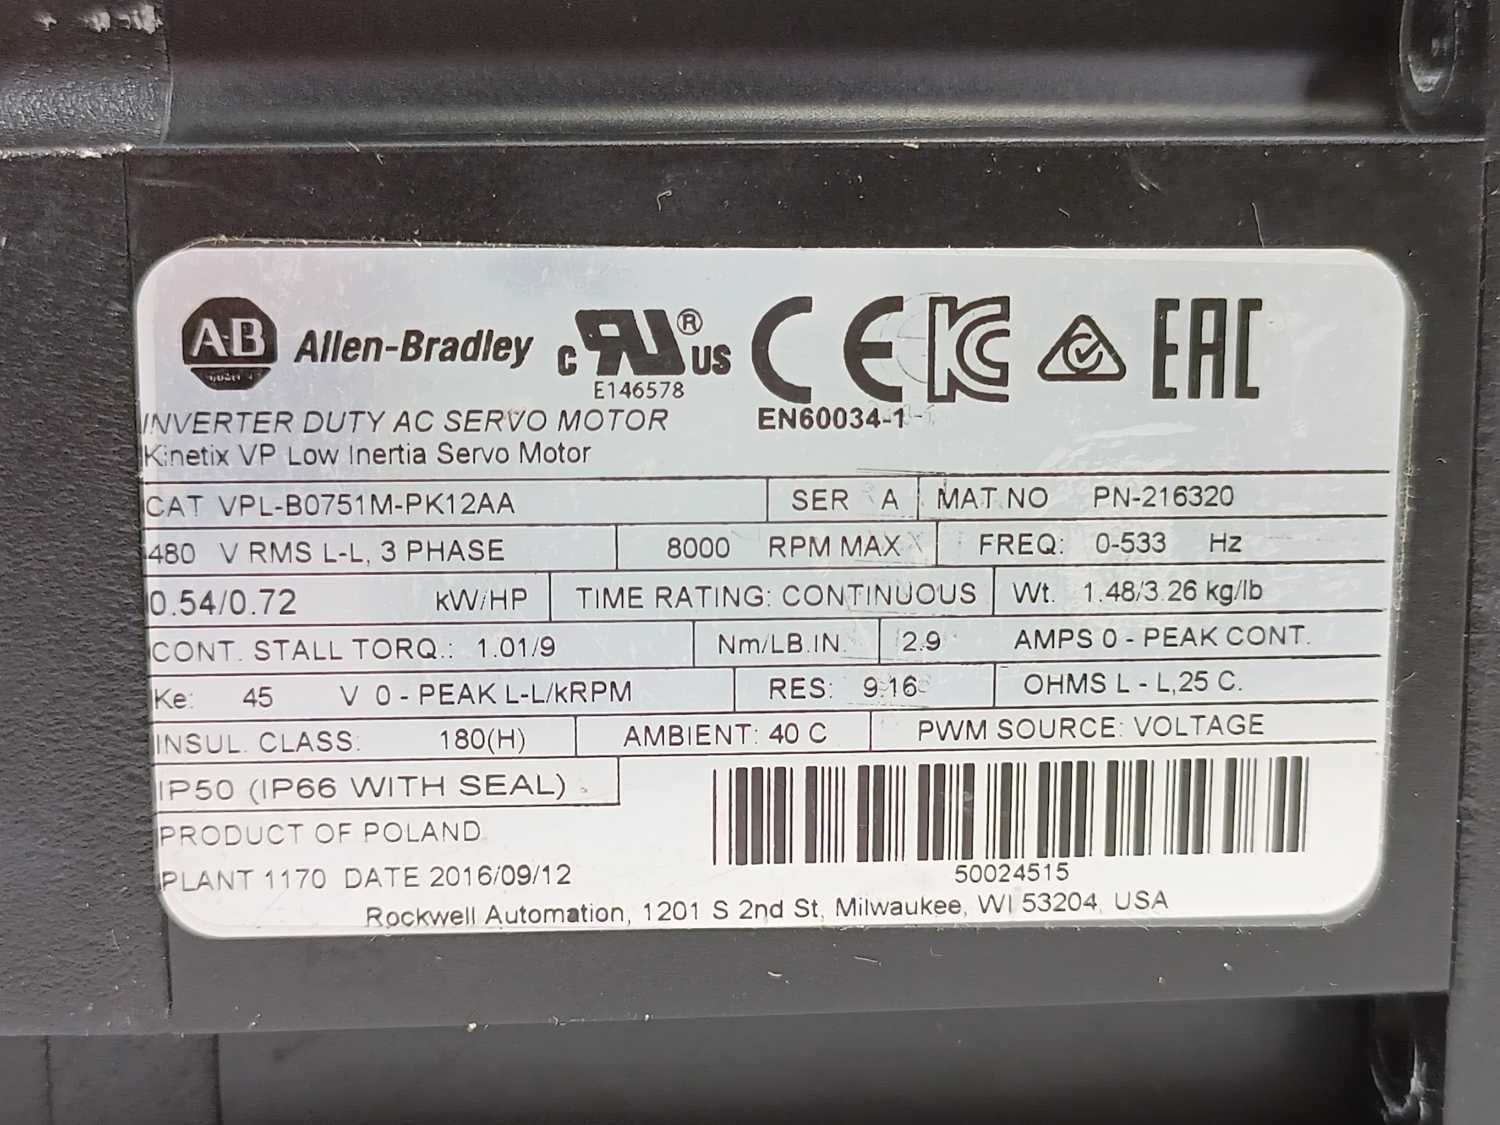 A-B Allen-Bradley c RU ® US CE KC EAC
E146578
EN60034-1
INVERTER DUTY AC SERVO MOTOR
Kinetix VP Low Inertia Servo Motor
CAT VPL-B0751M-PK12AA SER A MAT.NO PN-216320
480 V RMS L-L, 3 PHASE 8000 RPM MAX FREQ: 0-533 Hz
0.54/0.72 kW/HP TIME RATING: CONTINUOUS Wt. 1.48/3.26 kg/lb
CONT. STALL TORQ.: 1.01/9 Nm/LB.IN. 2.9 AMPS 0 - PEAK CONT.
Ke: 45 V 0 - PEAK L-L/kRPM RES: 9.16 OHMS L - L,25 C.
INSUL. CLASS: 180(H) AMBIENT: 40 C PWM SOURCE: VOLTAGE
IP50 (IP66 WITH SEAL)
PRODUCT OF POLAND
PLANT 1170 DATE 2016/09/12
50024515
Rockwell Automation, 1201 S 2nd St, Milwaukee, WI 53204, USA